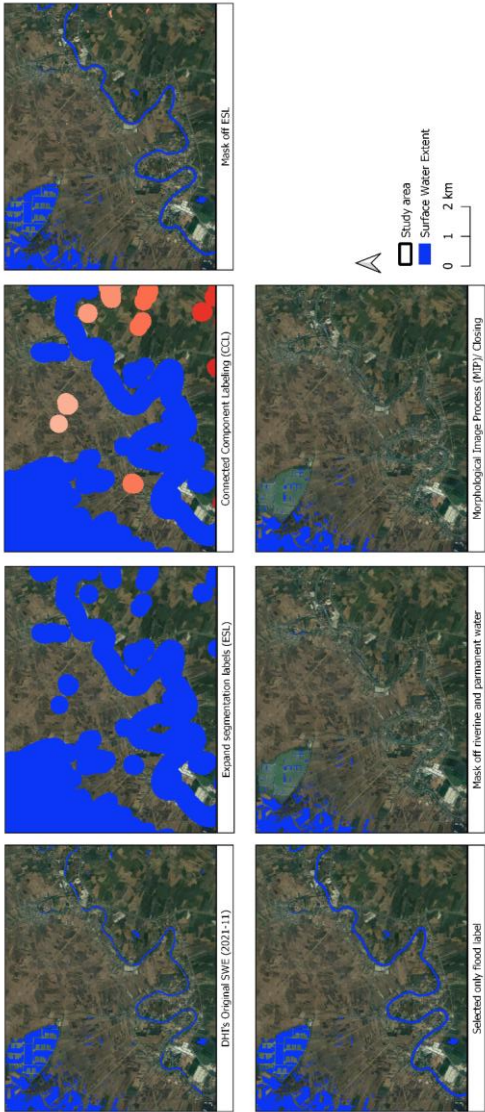 DHI's Original SWE (2021-11)
Expand segmentation labels (ESL)
Connected Component Labeling (CCL)
Mask off ESL
Selected only flood label
Mask off riverine and parmanent water
Morphological Image Process (MIP)/ Closing
Study area
Surface Water Extent
0 1 2 km